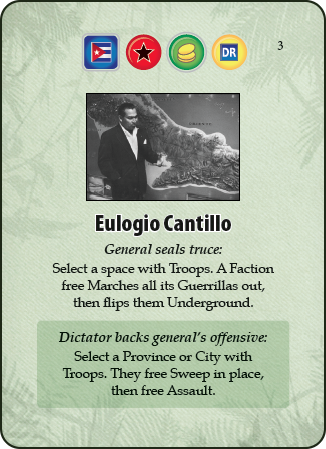 DR
3
Eulogio Cantillo
General seals truce:
Select a space with Troops. A Faction
free Marches all its Guerrillas out,
then flips them Underground.
Dictator backs general's offensive:
Select a Province or City with
Troops. They free Sweep in place,
then free Assault.